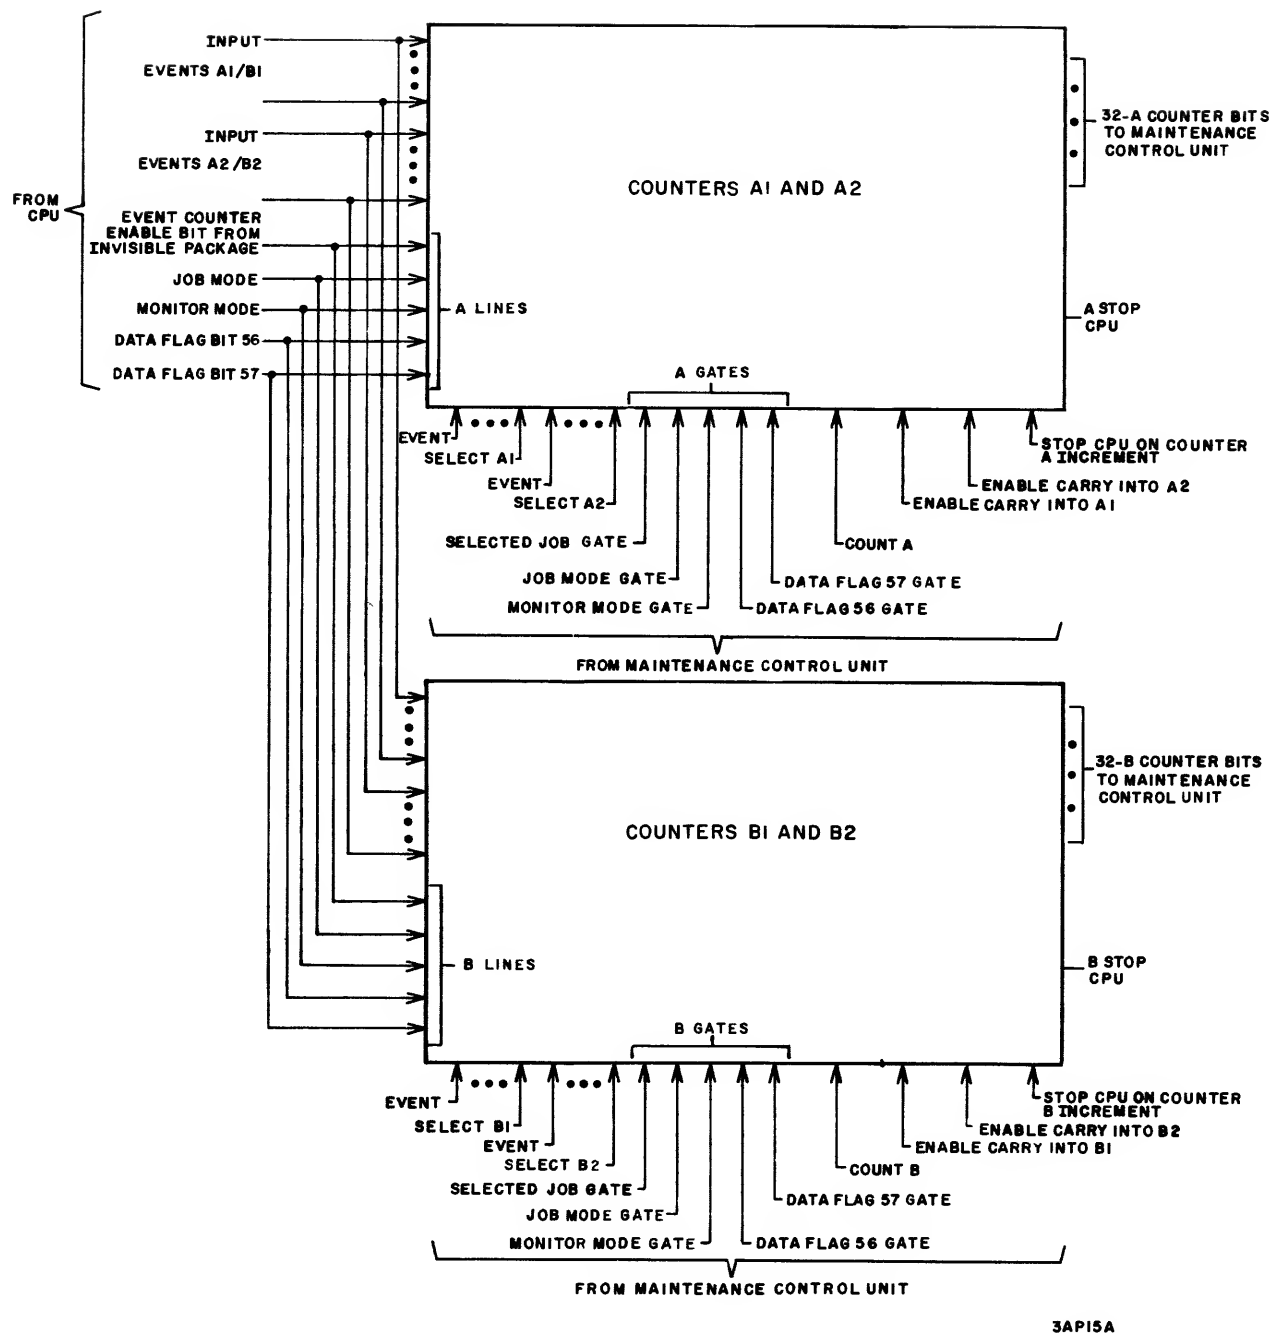 INPUT
EVENTS A1/B1
INPUT
EVENTS A2/B2
FROM
CPU
EVENT COUNTER
ENABLE BIT FROM
INVISIBLE PACKAGE
JOB MODE
MONITOR MODE
DATA FLAG BIT 56
DATA FLAG BIT 57
COUNTERS A1 AND A2
A LINES
A GATES
32-A COUNTER BITS
TO MAINTENANCE
CONTROL UNIT
A STOP
CPU
EVENT
SELECT A1
EVENT
SELECT A2
SELECTED JOB GATE
JOB MODE GATE
MONITOR MODE GATE
DATA FLAG 56 GATE
DATA FLAG 57 GATE
COUNT A
ENABLE CARRY INTO A1
ENABLE CARRY INTO A2
STOP CPU ON COUNTER
A INCREMENT
FROM MAINTENANCE CONTROL UNIT
COUNTERS B1 AND B2
B LINES
B GATES
32-B COUNTER BITS
TO MAINTENANCE
CONTROL UNIT
B STOP
CPU
EVENT
SELECT B1
EVENT
SELECT B2
SELECTED JOB GATE
JOB MODE GATE
MONITOR MODE GATE
DATA FLAG 56 GATE
DATA FLAG 57 GATE
COUNT B
ENABLE CARRY INTO B1
ENABLE CARRY INTO B2
STOP CPU ON COUNTER
B INCREMENT
FROM MAINTENANCE CONTROL UNIT
3AP15A